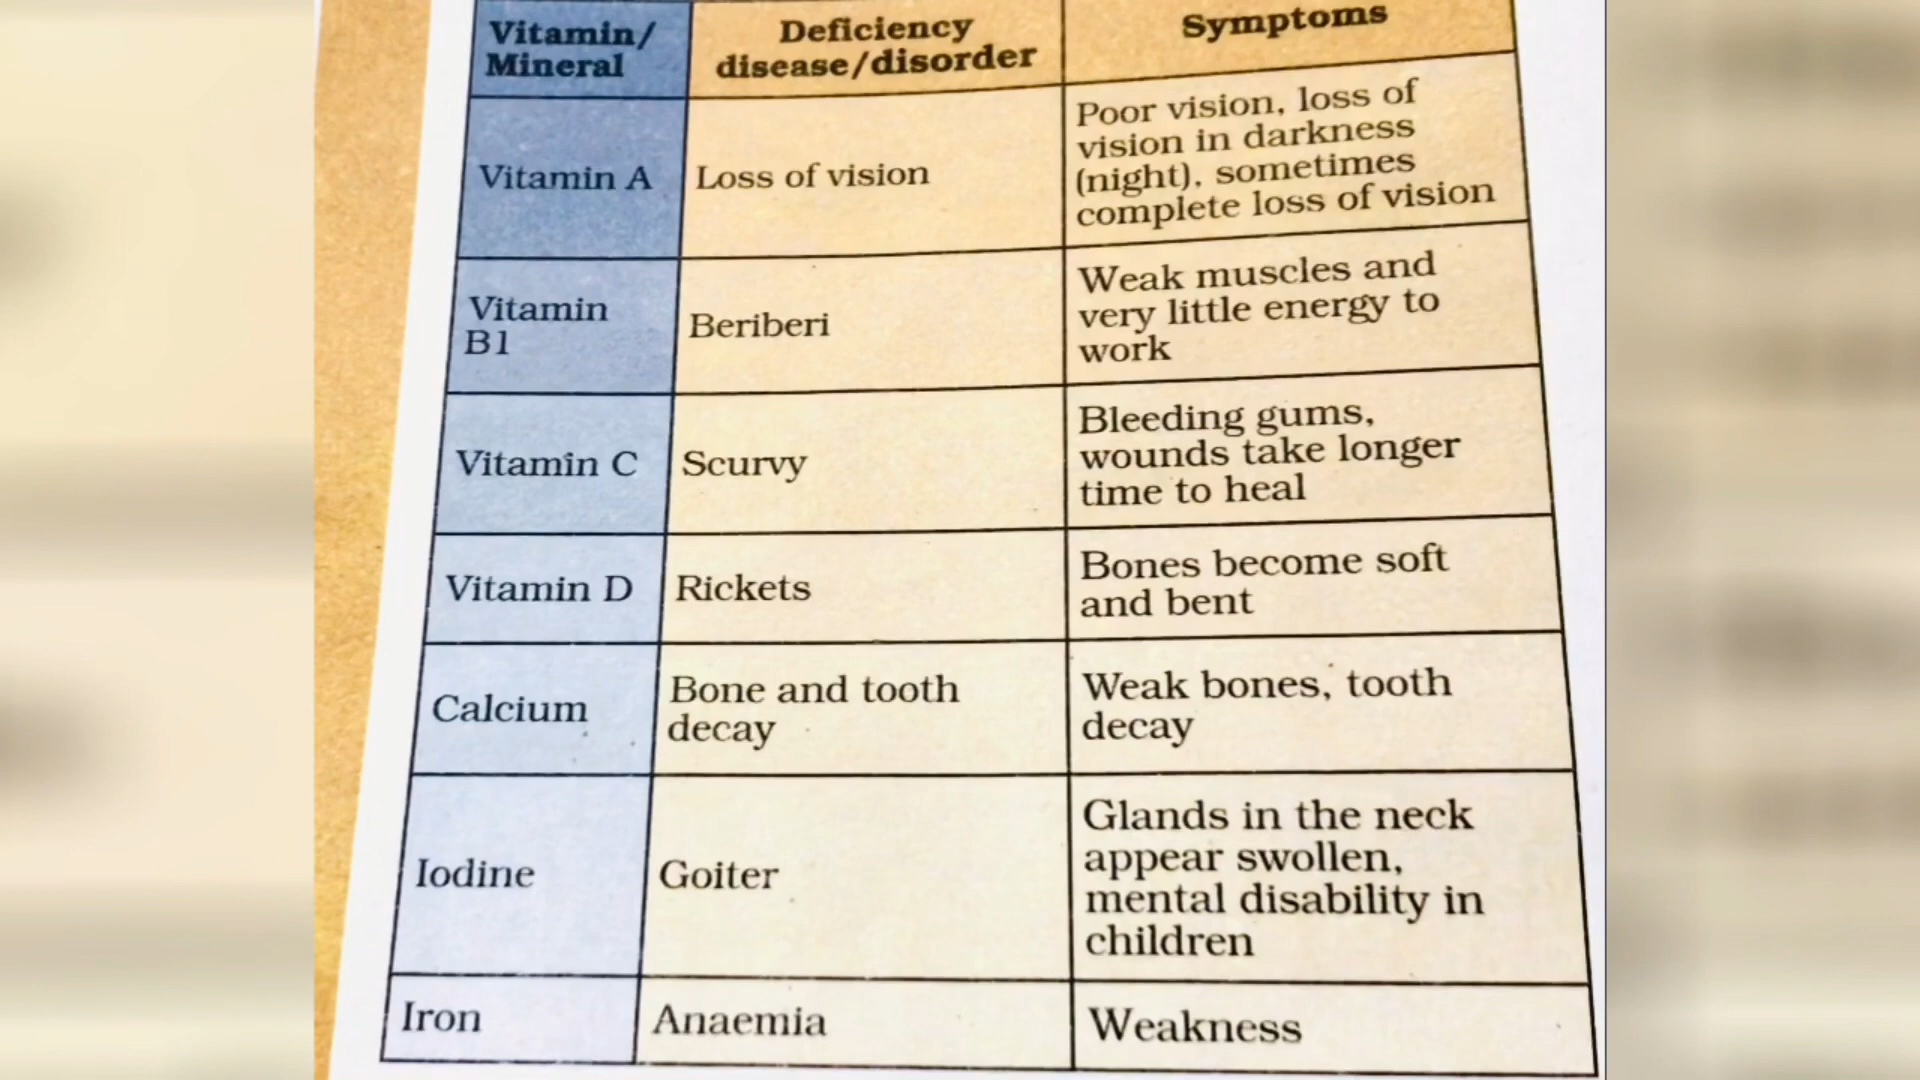 Vitamin/
Mineral
Deficiency
disease/disorder
Symptoms
Vitamin A
Loss of vision
Poor vision, loss of
vision in darkness
(night), sometimes
complete loss of vision
Vitamin
B1
Beriberi
Weak muscles and
very little energy to
work
Vitamin C
Scurvy
Bleeding gums,
wounds take longer
time to heal
Vitamin D
Rickets
Bones become soft
and bent
Calcium
Bone and tooth
decay
Weak bones, tooth
decay
Iodine
Goiter
Glands in the neck
appear swollen,
mental disability in
children
Iron
Anaemia
Weakness